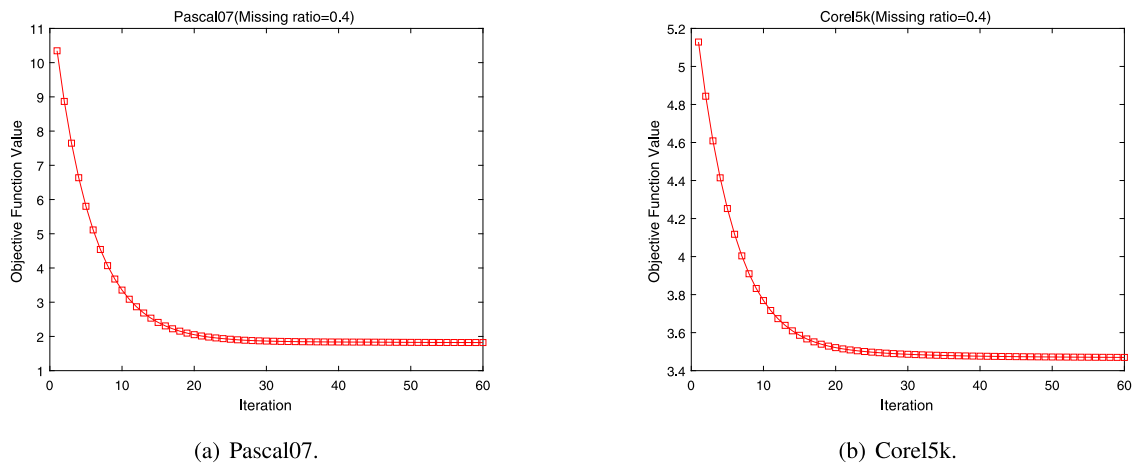 Pascal07(Missing ratio=0.4)
11
10
9
8
7
6
5
4
3
2
1
Objective Function Value
0 10 20 30 40 50 60
Iteration
(a) Pascal07.
Corel5k(Missing ratio=0.4)
5.2
5
4.8
4.6
4.4
4.2
4
3.8
3.6
3.4
Objective Function Value
0 10 20 30 40 50 60
Iteration
(b) Corel5k.